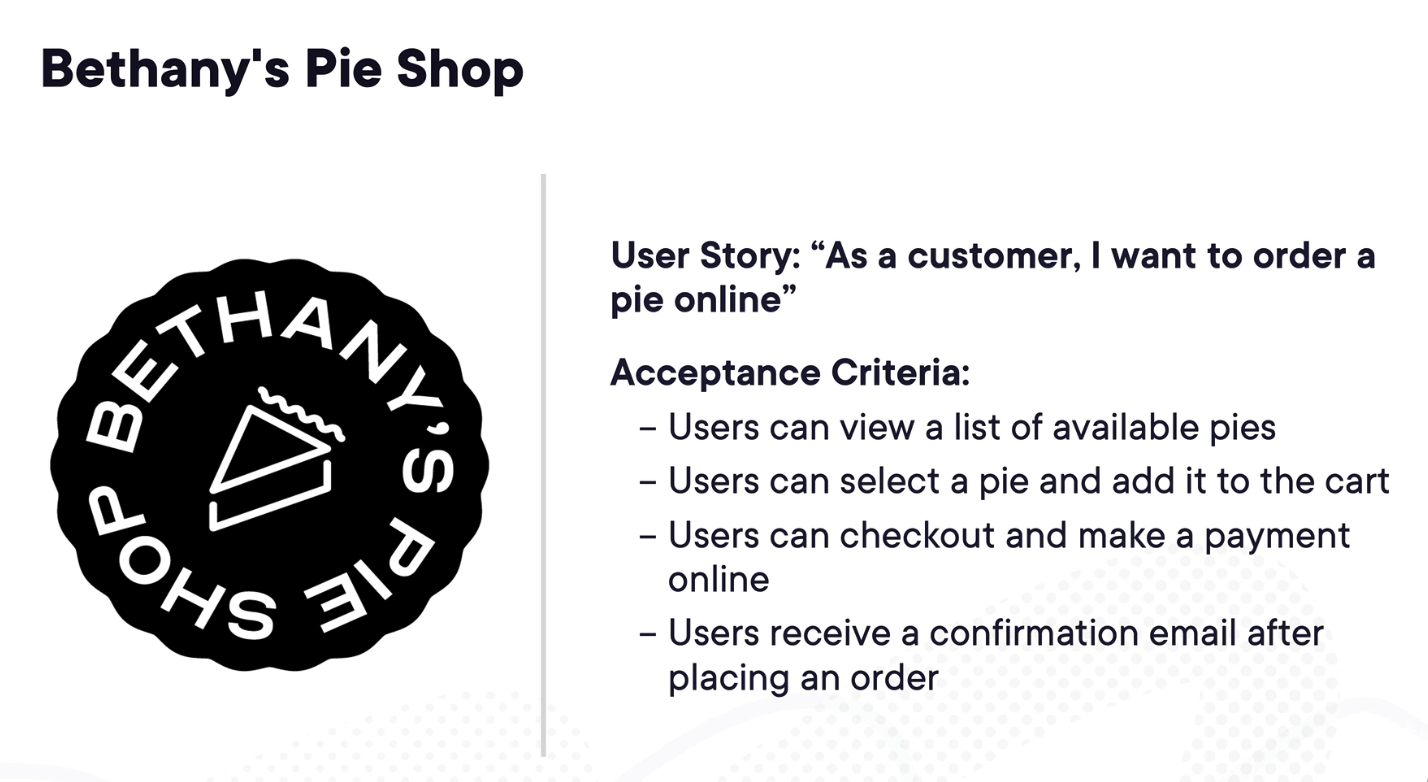 Bethany's Pie Shop
BETHANY'S PIE SHOP
User Story: “As a customer, I want to order a
pie online”
Acceptance Criteria:
– Users can view a list of available pies
– Users can select a pie and add it to the cart
– Users can checkout and make a payment
online
– Users receive a confirmation email after
placing an order